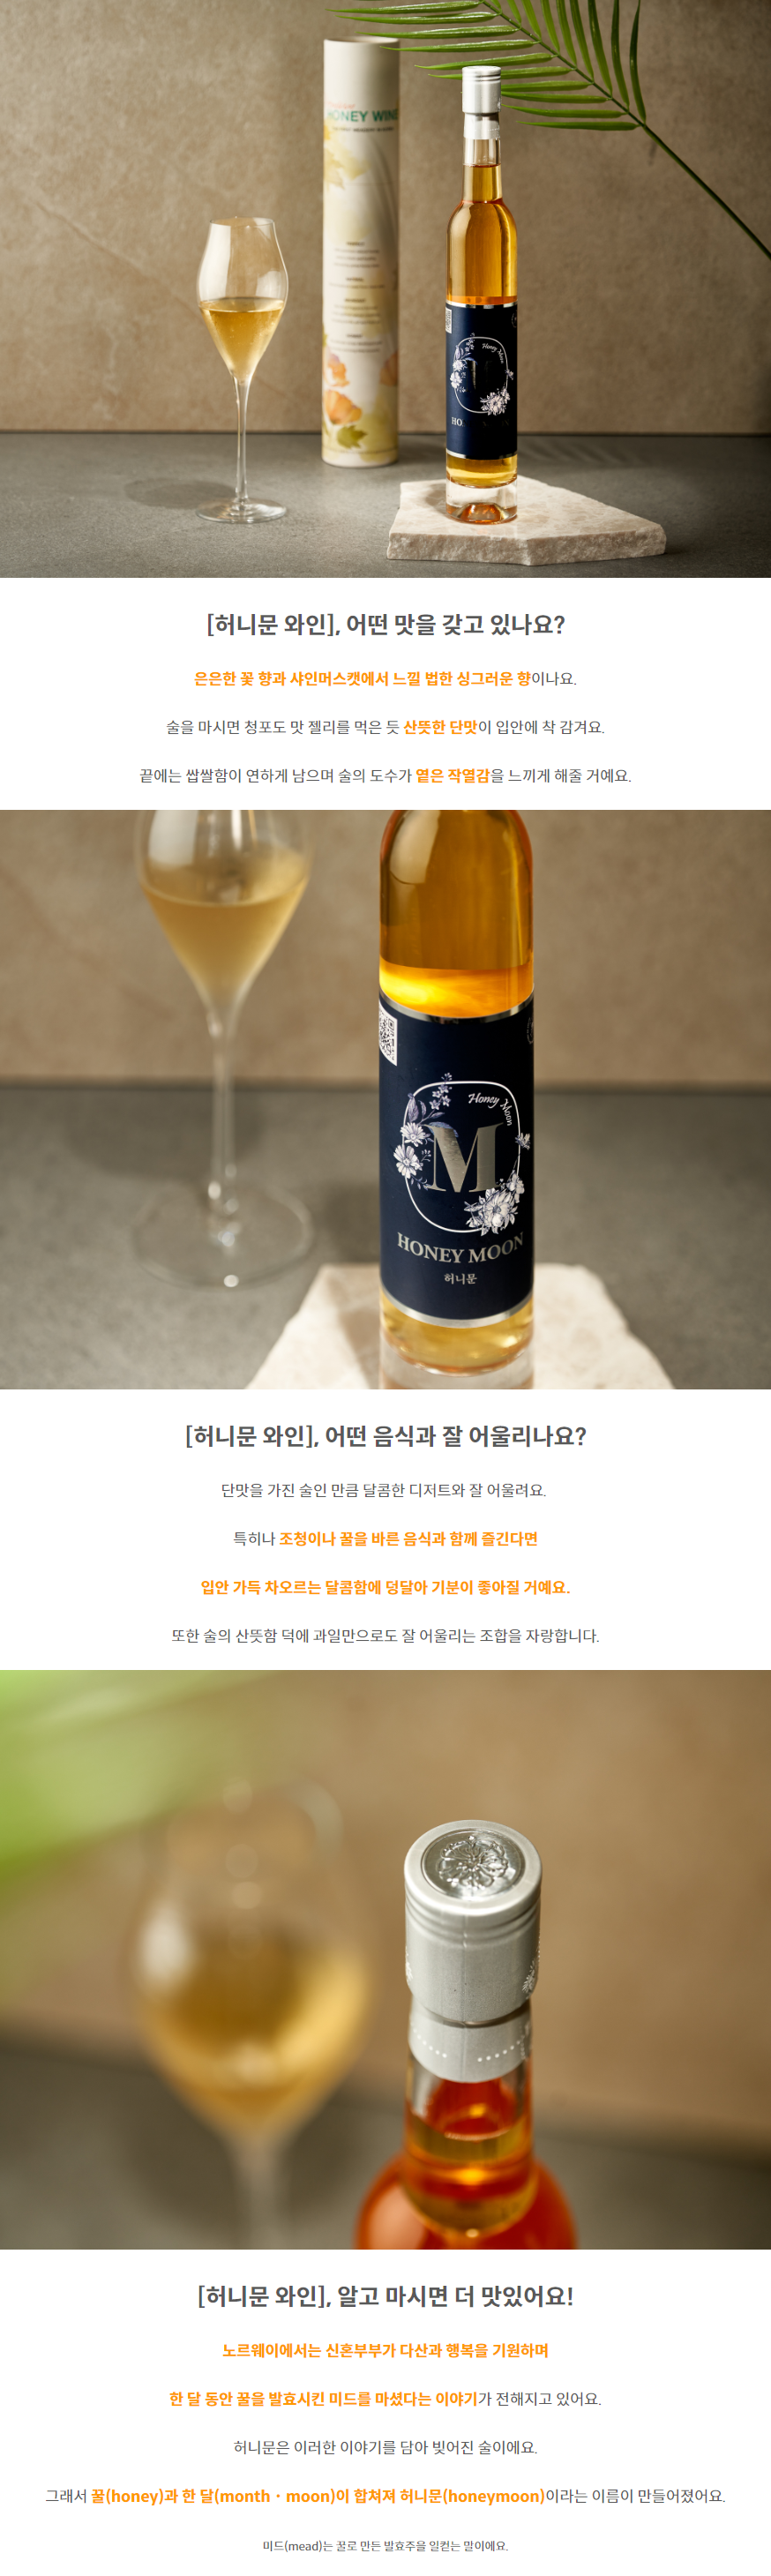 HONEY WINE
Honey Moon
[허니문 와인], 어떤 맛을 갖고 있나요?
은은한 꽃 향과 샤인머스캣에서 느낄 법한 싱그러운 향이나요.
술을 마시면 청포도 맛 젤리를 먹은 듯 산뜻한 단맛이 입안에 착 감겨요.
끝에는 쌉쌀함이 연하게 남으며 술의 도수가 옅은 작열감을 느끼게 해줄 거예요.
Honey Moon
M
HONEY MOON
허니문
[허니문 와인], 어떤 음식과 잘 어울리나요?
단맛을 가진 술인 만큼 달콤한 디저트와 잘 어울려요.
특히나 조청이나 꿀을 바른 음식과 함께 즐긴다면
입안 가득 차오르는 달콤함에 덩달아 기분이 좋아질 거예요.
또한 술의 산뜻함 덕에 과일만으로도 잘 어울리는 조합을 자랑합니다.
[허니문 와인], 알고 마시면 더 맛있어요!
노르웨이에서는 신혼부부가 다산과 행복을 기원하며
한 달 동안 꿀을 발효시킨 미드를 마셨다는 이야기가 전해지고 있어요.
허니문은 이러한 이야기를 담아 빚어진 술이에요.
그래서 꿀(honey)과 한 달(month · moon)이 합쳐져 허니문(honeymoon)이라는 이름이 만들어졌어요.
미드(mead)는 꿀로 만든 발효주을 일컫는 말이에요.